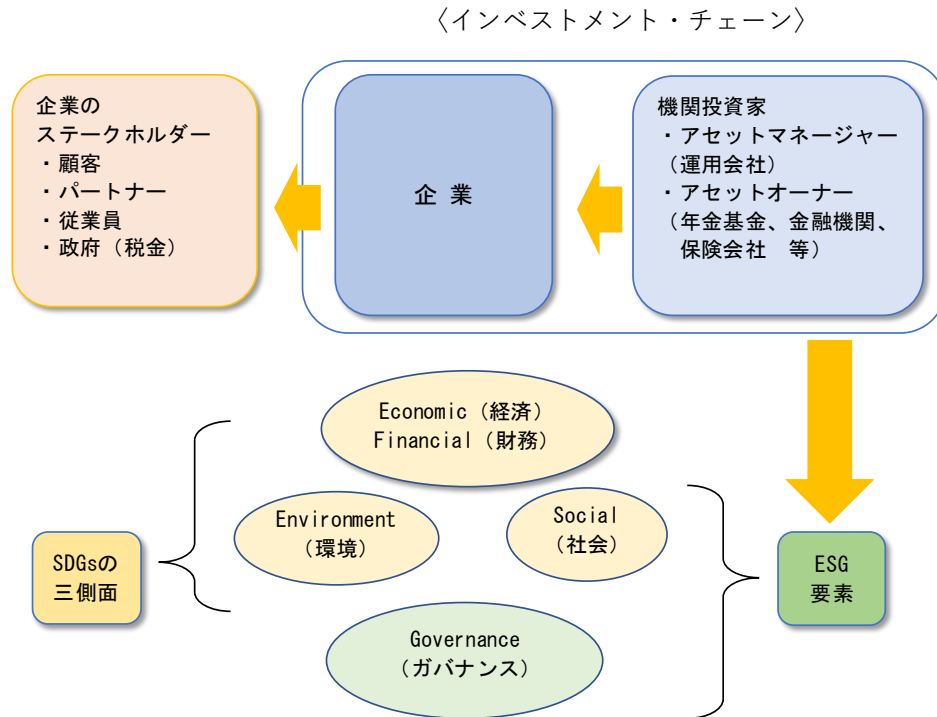 〈インベストメント・チェーン〉
企業の
ステークホルダー
・顧客
・パートナー
・従業員
・政府（税金）
企 業
機関投資家
・アセットマネージャー
（運用会社）
・アセットオーナー
（年金基金、金融機関、
保険会社　等）
Economic（経済）
Financial（財務）
Environment
（環境）
Social
（社会）
SDGsの
三側面
ESG
要素
Governance
（ガバナンス）